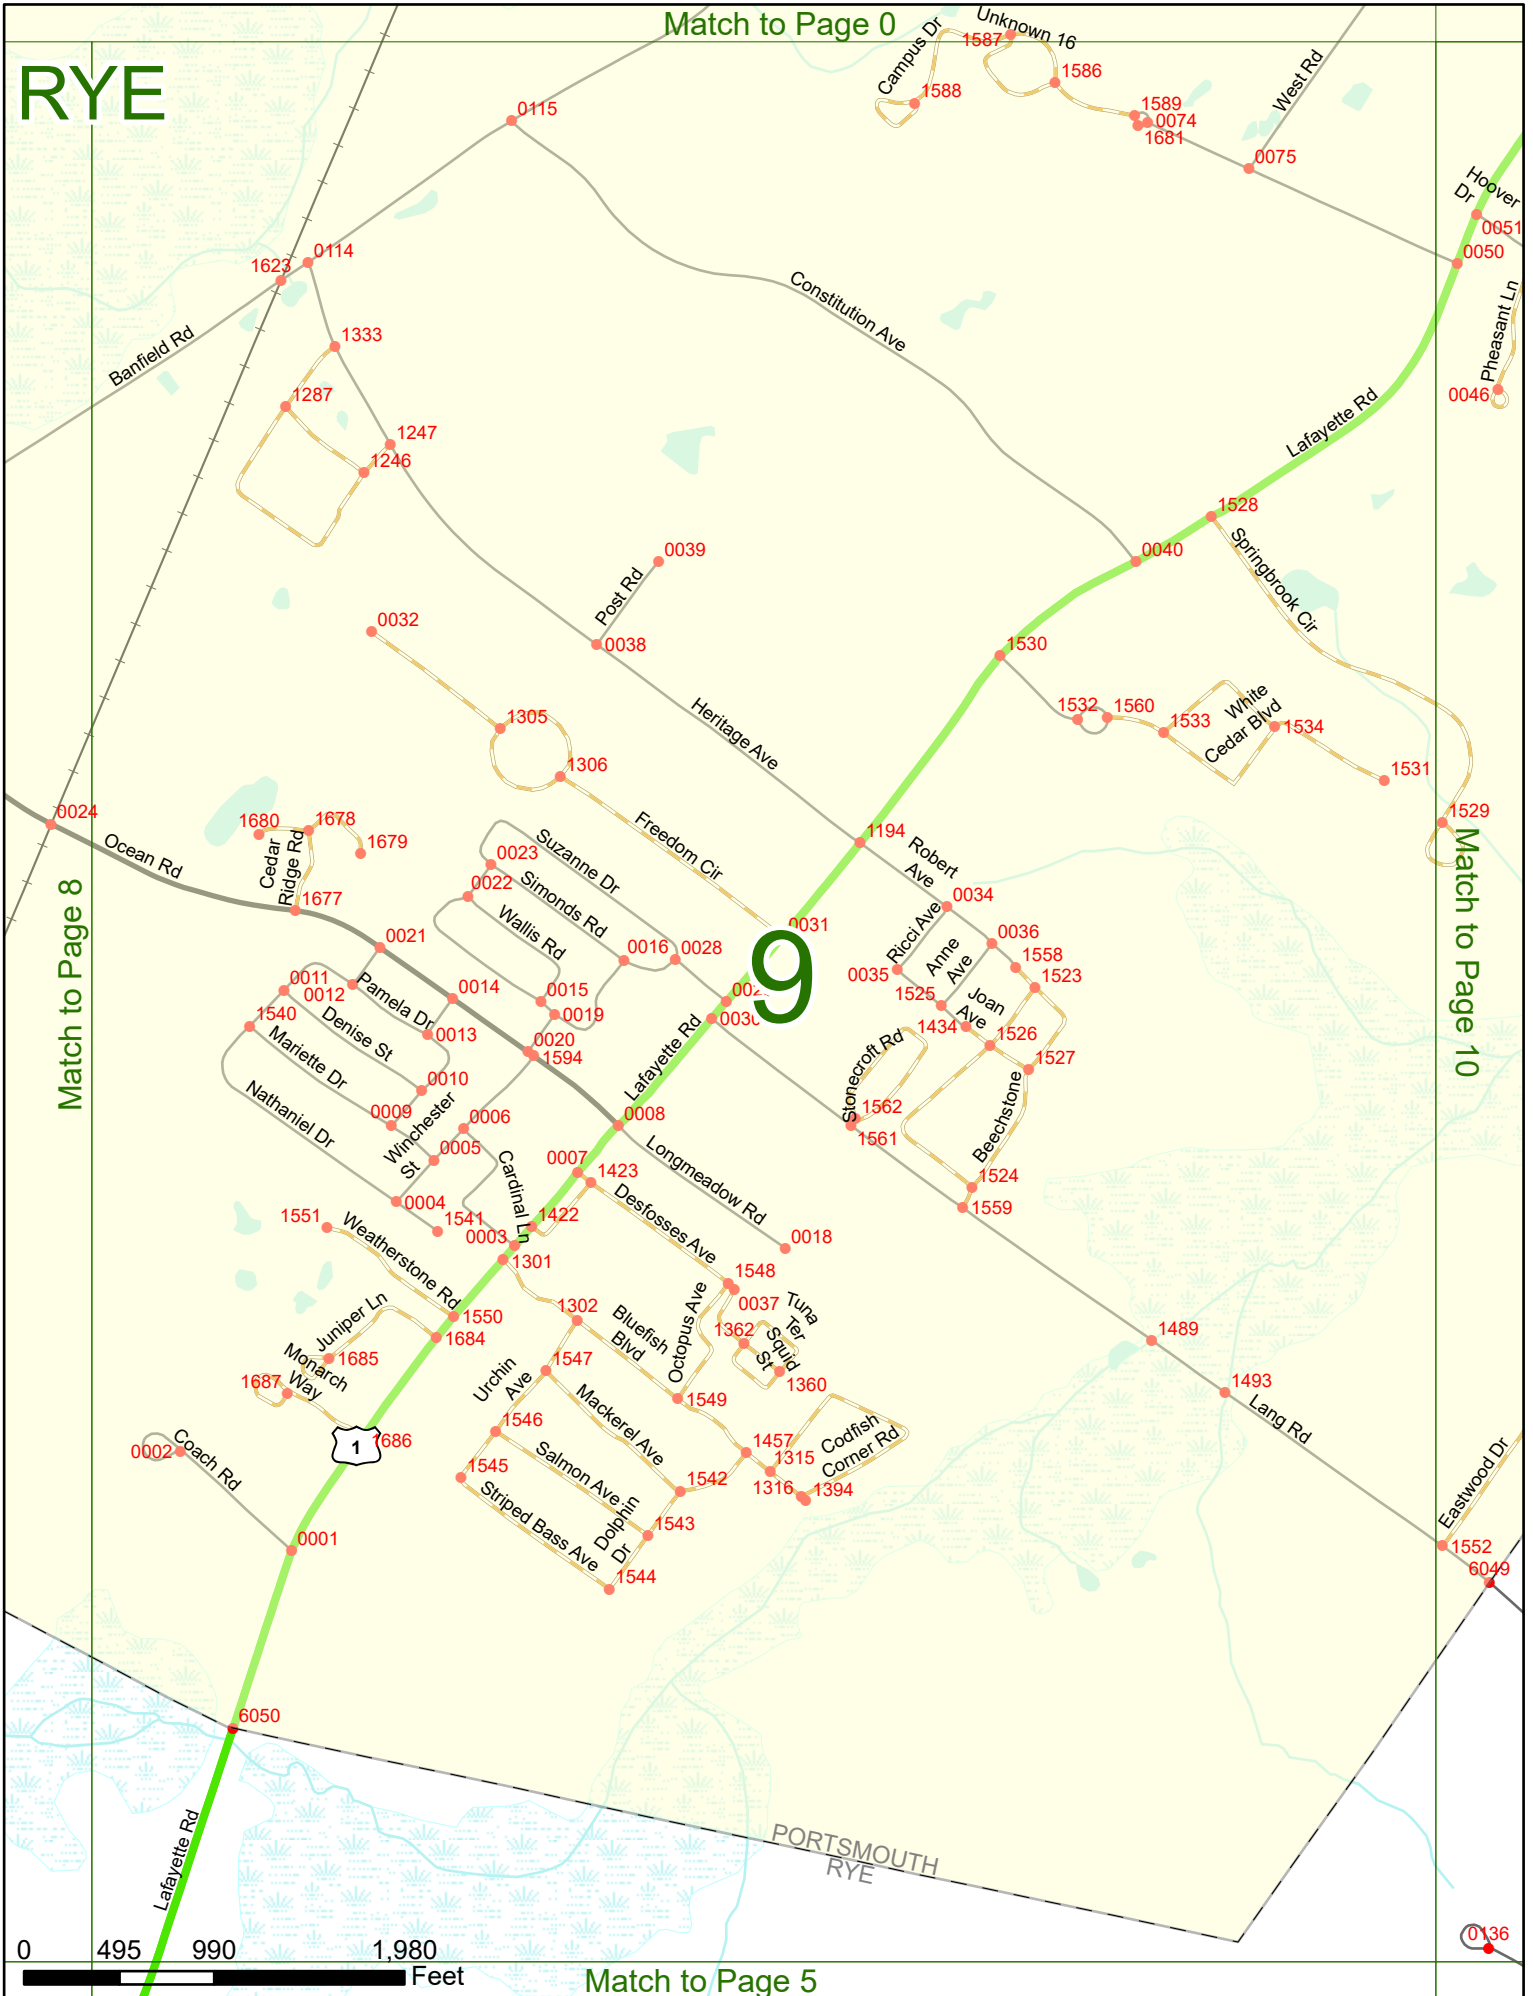 Match to Page 0
RYE
Campus Dr
Unknown 16
1587
1586
1588
1589
0074
1681
West Rd
0075
0115
Hoover
Dr
0051
0050
0114
1623
Constitution Ave
Pheasant Ln
0046
Banfield Rd
1333
1287
1247
1246
Lafayette Rd
1528
0040
Springbrook Cir
0039
Post Rd
0038
0032
1530
1305
1306
Heritage Ave
1532
1560
1533
White
Cedar Blvd
1534
1531
1529
0024
Ocean Rd
1680
1678
1679
Cedar
Ridge Rd
1677
Freedom Cir
Suzanne Dr
0023
0022
Simonds Rd
Wallis Rd
1194
Robert
Ave
0034
Ricci Ave
0036
Anne
Ave
1558
1523
0035
1525
Joan
Ave
1434
1526
1527
0031
9
0016
0028
0030
0021
0011
0012
Pamela Dr
0014
0013
0015
0019
0020
1594
1540
Denise St
Mariette Dr
Nathaniel Dr
0010
0009
Winchester
St
0006
0005
0004
1541
Lafayette Rd
0008
Stonecroft Rd
1562
1561
Beechstone
1524
1559
Match to Page 8
Match to Page 10
Cardinal Ln
0007
1423
1422
0003
1301
Longmeadow Rd
0018
Desfosses Ave
1551
Weatherstone Rd
1550
1684
Juniper Ln
1685
Monarch
Way
1687
1686
1
1548
0037
Octopus Ave
Tuna
Ter
1362
Squid
St
1360
1302
Bluefish
Blvd
1547
Urchin
Ave
1549
1489
1493
Lang Rd
Mackerel Ave
1546
1457
1315
Codfish
Corner Rd
1316
1394
Salmon Ave
1545
1542
Dolphin
Dr
1543
Striped Bass Ave
1544
0002
Coach Rd
0001
Eastwood Dr
1552
6049
6050
PORTSMOUTH
RYE
Lafayette Rd
0136
0 495 990 1,980
Feet
Match to Page 5